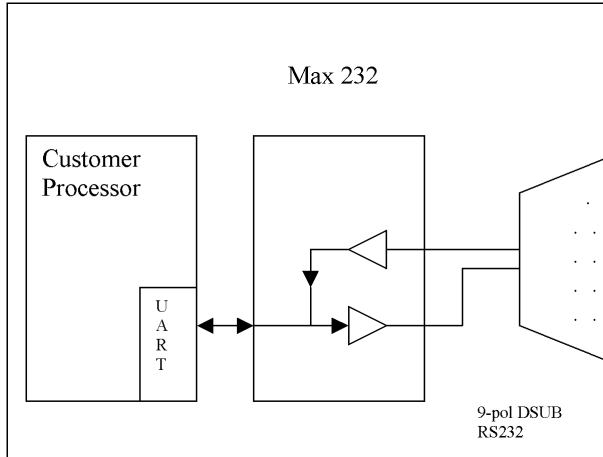 Max 232
Customer
Processor
U
A
R
T
9-pol DSUB
RS232